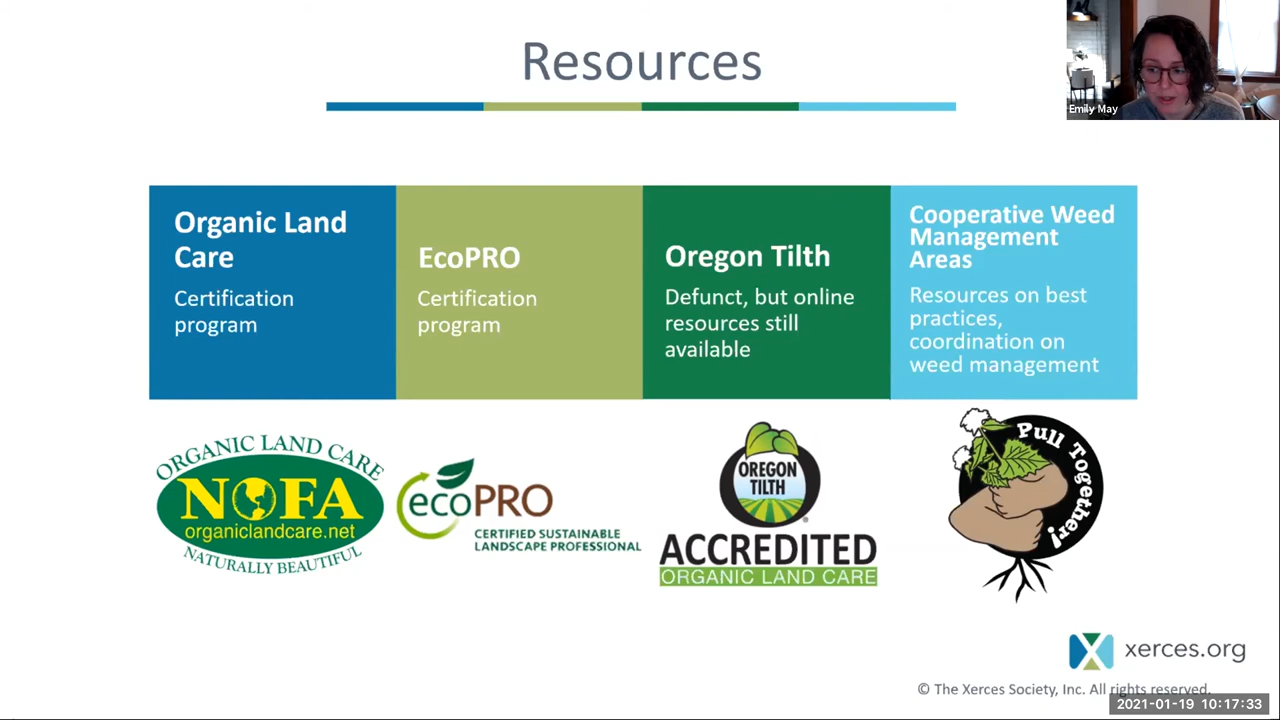 Resources
Emily May
Organic Land
Care
Certification
program
EcoPRO
Certification
program
Oregon Tilth
Defunct, but online
resources still
available
Cooperative Weed
Management
Areas
Resources on best
practices,
coordination on
weed management
ORGANIC LAND CARE
NOFA
organiclandcare.net
NATURALLY BEAUTIFUL
ecoPRO
CERTIFIED SUSTAINABLE
LANDSCAPE PROFESSIONAL
OREGON
TILTH
®
ACCREDITED
ORGANIC LAND CARE
Pull Together!
xerces.org
© The Xerces Society, Inc. All rights reserved.
2021-01-19 10:17:33